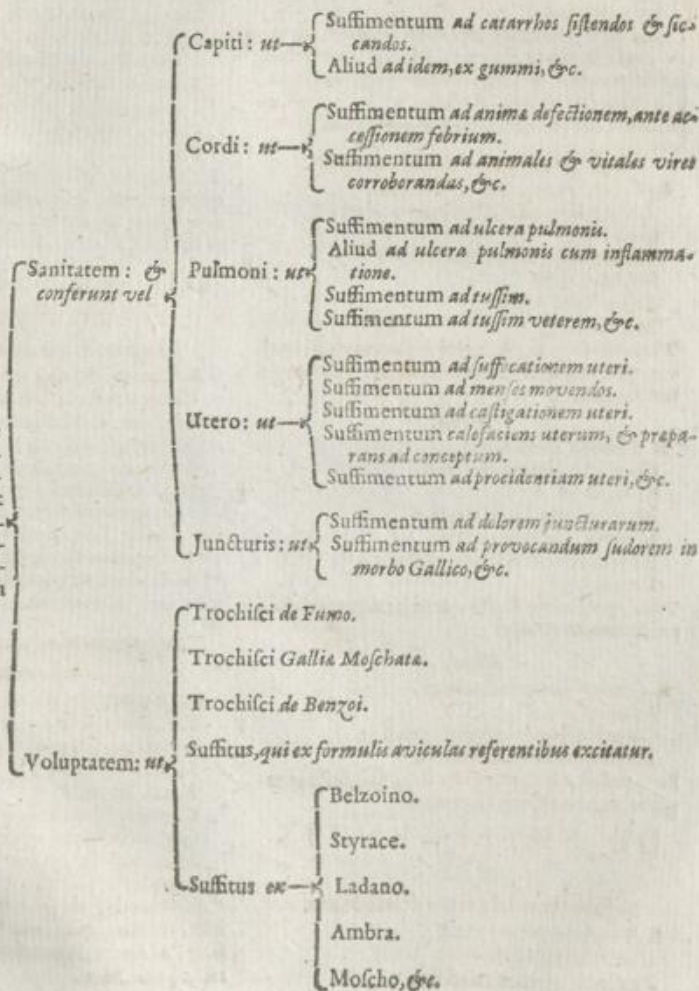 Capiti: ut
Suffimentum ad catarrhos ſiſtendos & ſic-
candos.
Aliud ad idem, ex gummi, &c.
Cordi: ut
Suffimentum ad animæ defectionem, ante ac-
ceſſionem febrium.
Suffimentum ad animales & vitales vires
corroborandas, &c.
Sanitatem: &
conferunt vel
Pulmoni: ut
Suffimentum ad ulcera pulmonis.
Aliud ad ulcera pulmonis cum inflamma-
tione.
Suffimentum ad tuſſim.
Suffimentum ad tuſſim veterem, &c.
Utero: ut
Suffimentum ad ſuffocationem uteri.
Suffimentum ad menſes movendos.
Suffimentum ad caſtigationem uteri.
Suffimentum calefaciens uterum, & præpa-
rans ad conceptum.
Suffimentum ad procidentiam uteri, &c.
Juncturis: ut
Suffimentum ad dolorem juncturarum.
Suffimentum ad provocandum ſudorem in
morbo Gallico, &c.
Voluptatem: ut
Trochiſci de Fumo.
Trochiſci Galliæ Moſchatæ.
Trochiſci de Benzoi.
Suffitus, qui ex formulis aviculas referentibus excitatur.
Suffitus ex
Belzoino.
Styrace.
Ladano.
Ambra.
Moſcho, &c.